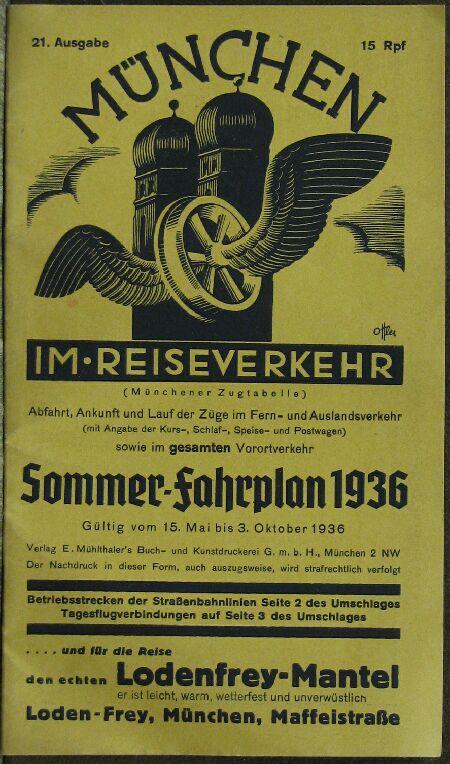 21. Ausgabe
15 Rpf
MÜNCHEN
IM·REISEVERKEHR
(Münchener Zugtabelle)
Abfahrt, Ankunft und Lauf der Züge im Fern- und Auslandsverkehr
(mit Angabe der Kurs-, Schlaf-, Speise- und Postwagen)
sowie im gesamten Vorortverkehr
Sommer-Fahrplan 1936
Gültig vom 15. Mai bis 3. Oktober 1936
Verlag E. Mühlthaler's Buch- und Kunstdruckerei G. m. b. H., München 2 NW
Der Nachdruck in dieser Form, auch auszugsweise, wird strafrechtlich verfolgt
Betriebsstrecken der Straßenbahnlinien Seite 2 des Umschlages
Tagesflugverbindungen auf Seite 3 des Umschlages
.... und für die Reise
den echten Lodenfrey-Mantel
er ist leicht, warm, wetterfest und unverwüstlich
Loden-Frey, München, Maffeistraße